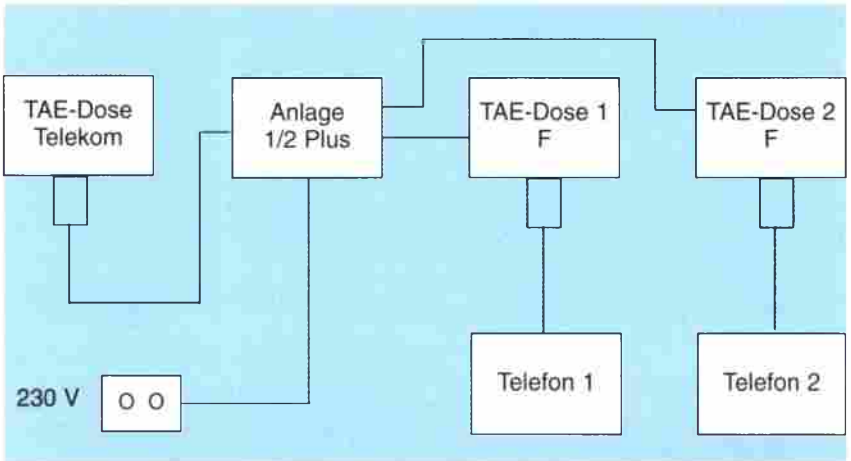 TAE-Dose
Telekom
Anlage
1/2 Plus
TAE-Dose 1
F
TAE-Dose 2
F
Telefon 1
Telefon 2
230 V